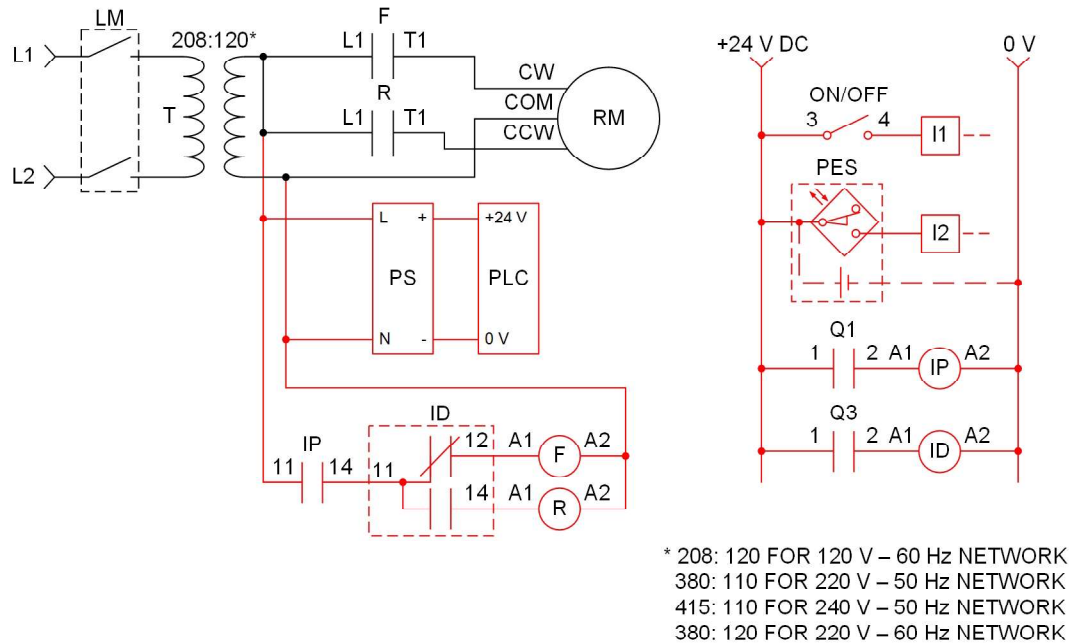 LM
208:120*
L1
L2
T
F
L1 T1
R
L1 T1
CW
COM
CCW
RM
L +
PS
N -
+24 V
PLC
0 V
IP
11 14
ID
11 12
14
A1 F A2
A1 R A2
+24 V DC 0 V
ON/OFF
3 4 I1
PES
I2
Q1
1 2 A1 IP A2
Q3
1 2 A1 ID A2
* 208: 120 FOR 120 V – 60 Hz NETWORK
380: 110 FOR 220 V – 50 Hz NETWORK
415: 110 FOR 240 V – 50 Hz NETWORK
380: 120 FOR 220 V – 60 Hz NETWORK